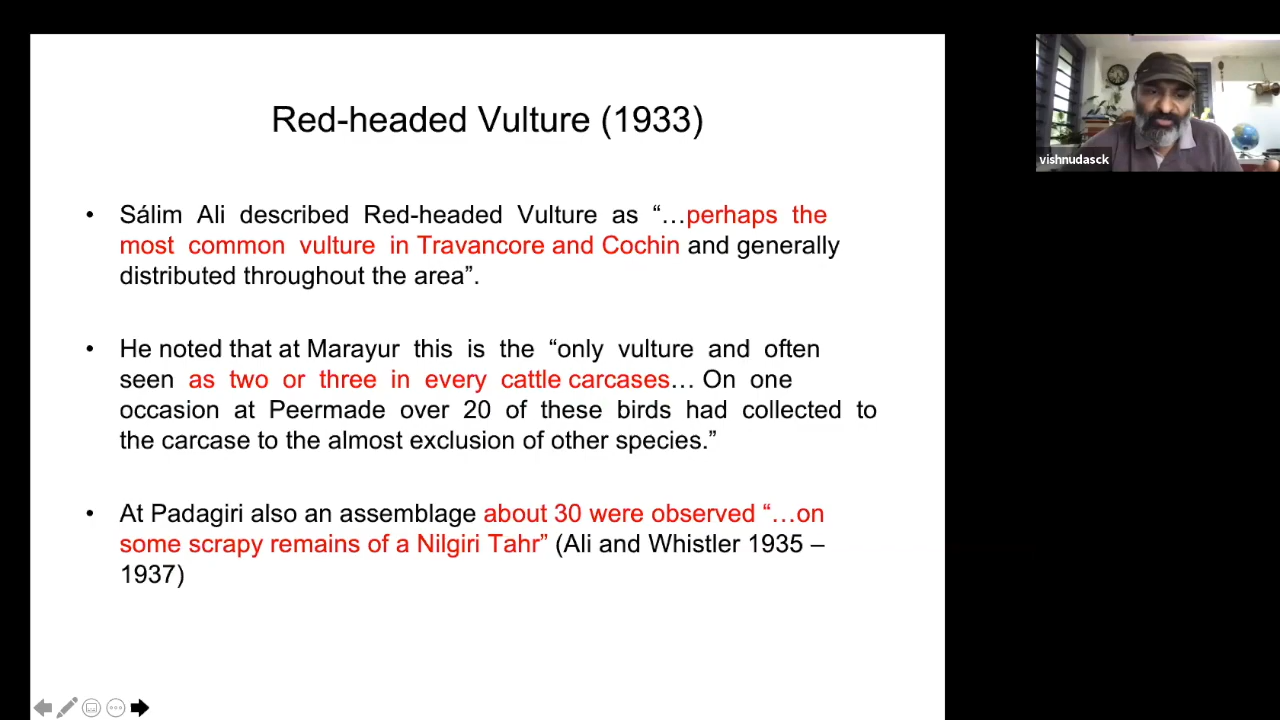 Red-headed Vulture (1933)
• Sálim Ali described Red-headed Vulture as “…perhaps the
most common vulture in Travancore and Cochin and generally
distributed throughout the area”.
• He noted that at Marayur this is the “only vulture and often
seen as two or three in every cattle carcases… On one
occasion at Peermade over 20 of these birds had collected to
the carcase to the almost exclusion of other species.”
• At Padagiri also an assemblage about 30 were observed “…on
some scrapy remains of a Nilgiri Tahr” (Ali and Whistler 1935 –
1937)
vishnudasck